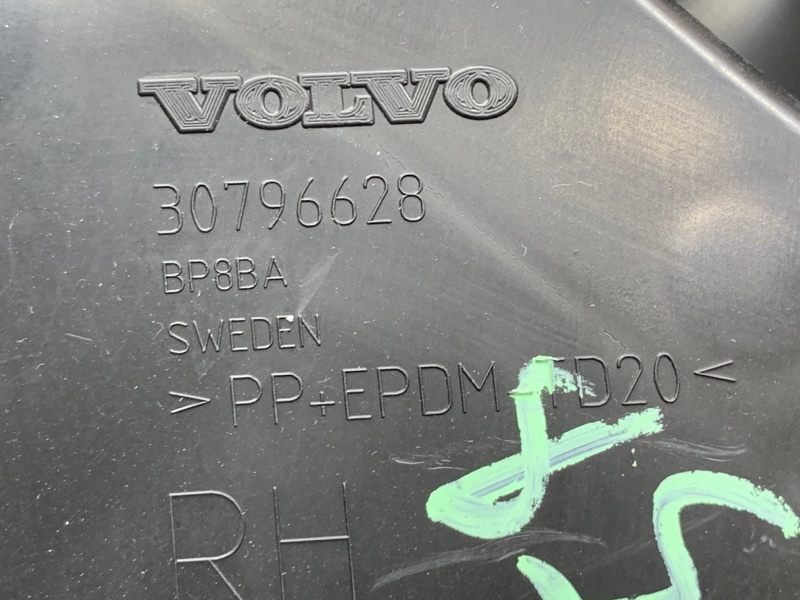 VOLVO
30796628
BP8BA
SWEDEN
>PP+EPDM-TD20<
RH